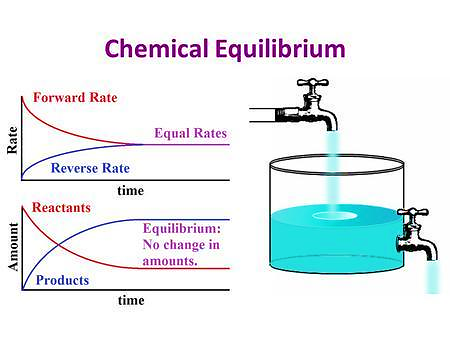 Chemical Equilibrium
Forward Rate
Rate
Equal Rates
Reverse Rate
time
Reactants
Amount
Equilibrium:
No change in
amounts.
Products
time